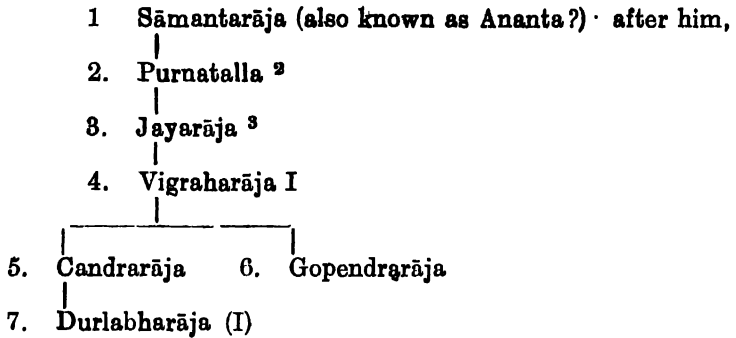 1 Sāmantarāja (also known as Ananta?) · after him,
2. Purnatalla ²
3. Jayarāja ³
4. Vigraharāja I
5. Candrarāja 6. Gopendrarāja
7. Durlabharāja (I)